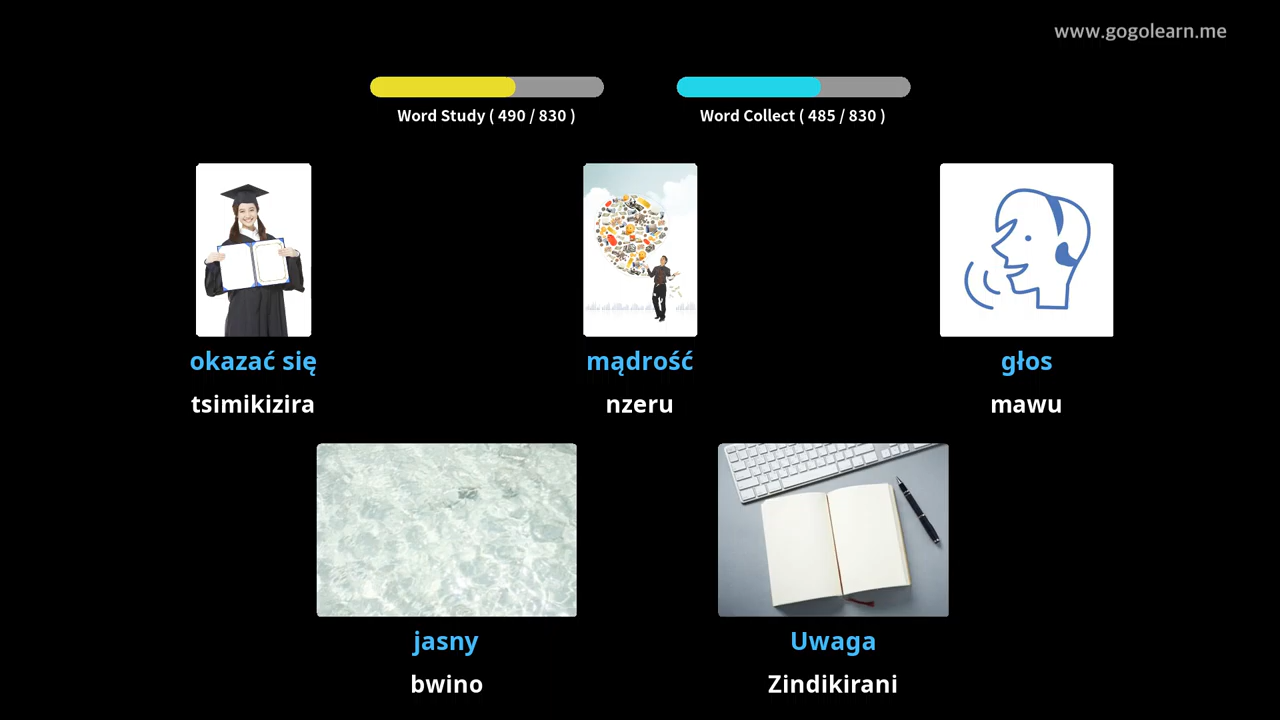 www.gogolearn.me
Word Study ( 490 / 830 )
Word Collect ( 485 / 830 )
okazać się
tsimikizira
mądrość
nzeru
głos
mawu
jasny
bwino
Uwaga
Zindikirani